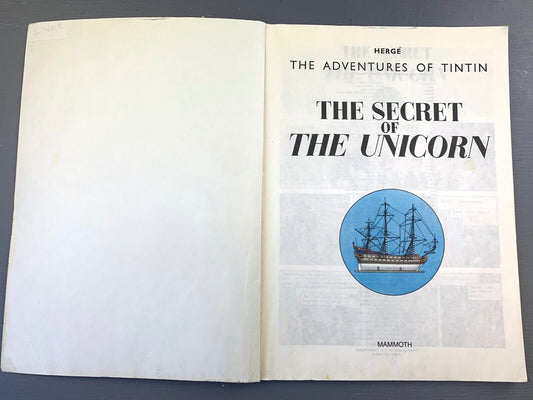 HERGÉ
THE ADVENTURES OF TINTIN
THE SECRET
OF
THE UNICORN
MAMMOTH